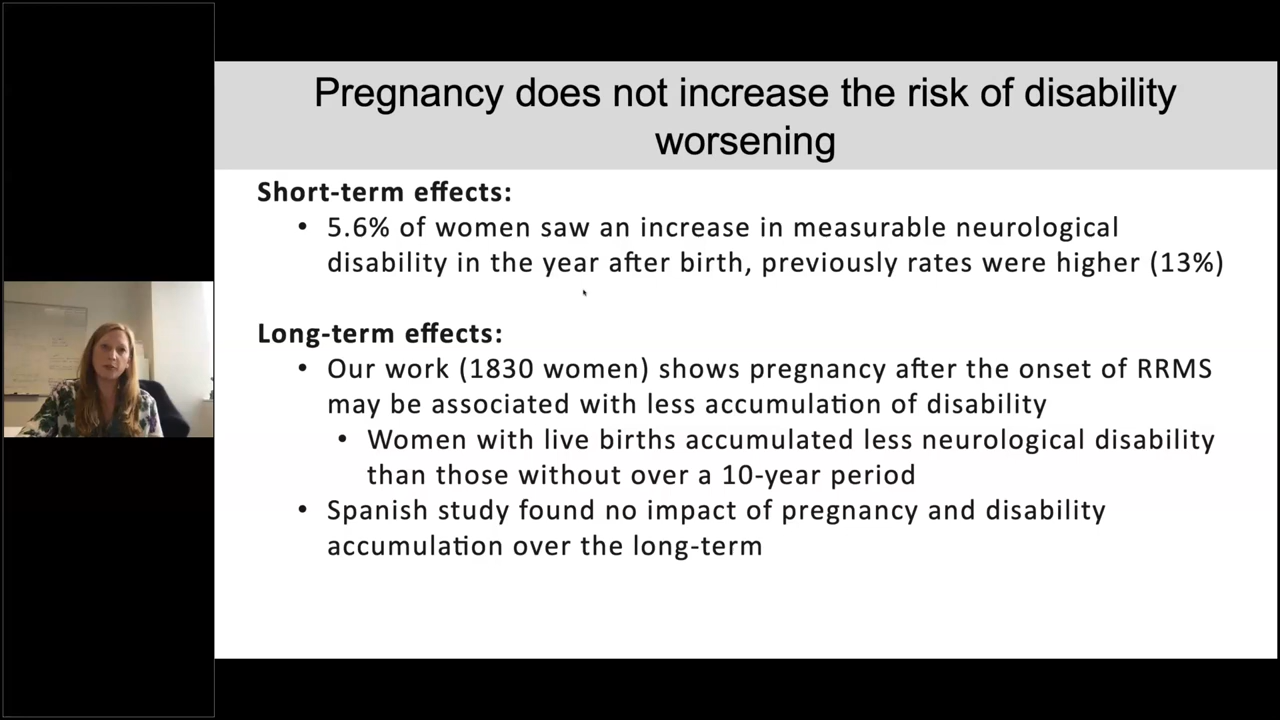 Pregnancy does not increase the risk of disability
worsening
Short-term effects:
• 5.6% of women saw an increase in measurable neurological
disability in the year after birth, previously rates were higher (13%)
Long-term effects:
• Our work (1830 women) shows pregnancy after the onset of RRMS
may be associated with less accumulation of disability
• Women with live births accumulated less neurological disability
than those without over a 10-year period
• Spanish study found no impact of pregnancy and disability
accumulation over the long-term